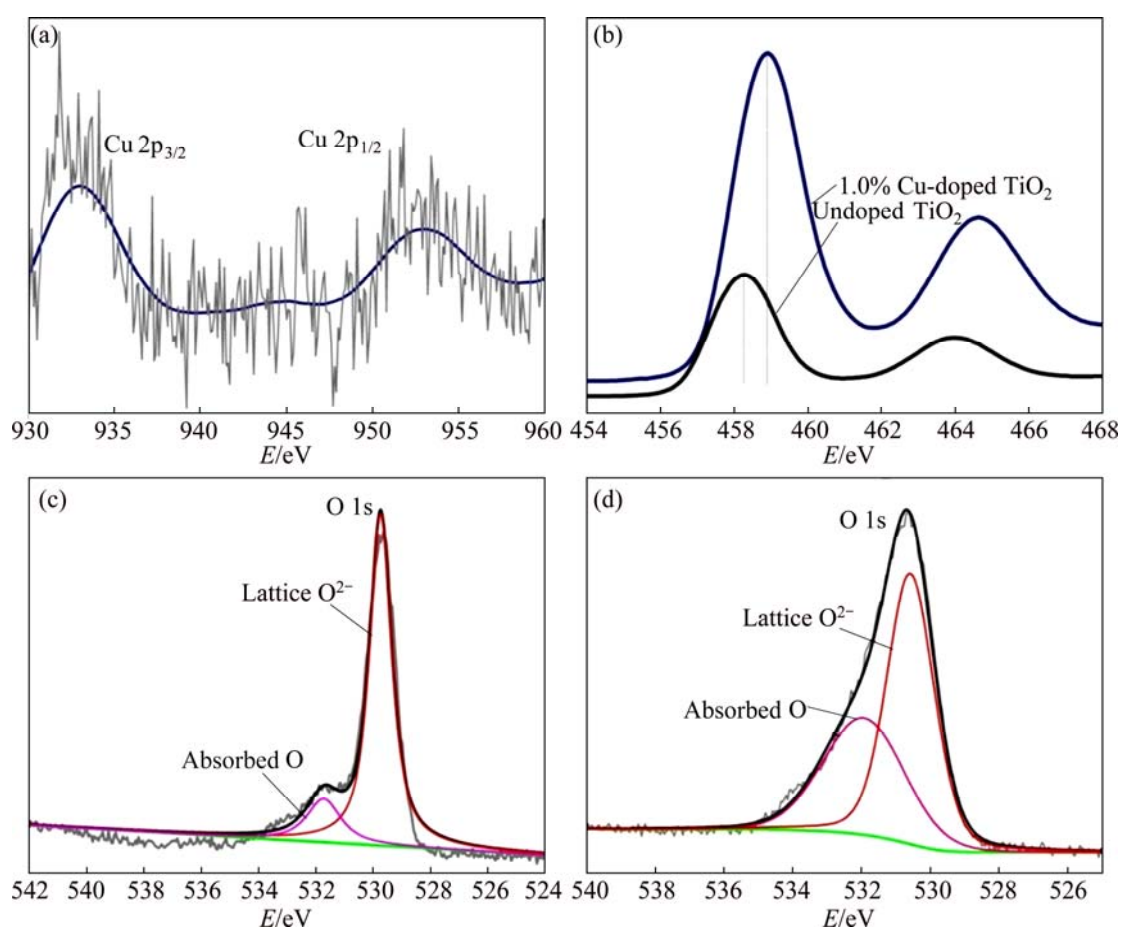 (a)
Cu 2p3/2
Cu 2p1/2
930 935 940 945 950 955 960
E/eV
(b)
1.0% Cu-doped TiO2
Undoped TiO2
454 456 458 460 462 464 466 468
E/eV
(c)
O 1s
Lattice O2−
Absorbed O
542 540 538 536 534 532 530 528 526 524
E/eV
(d)
O 1s
Lattice O2−
Absorbed O
540 538 536 534 532 530 528 526
E/eV